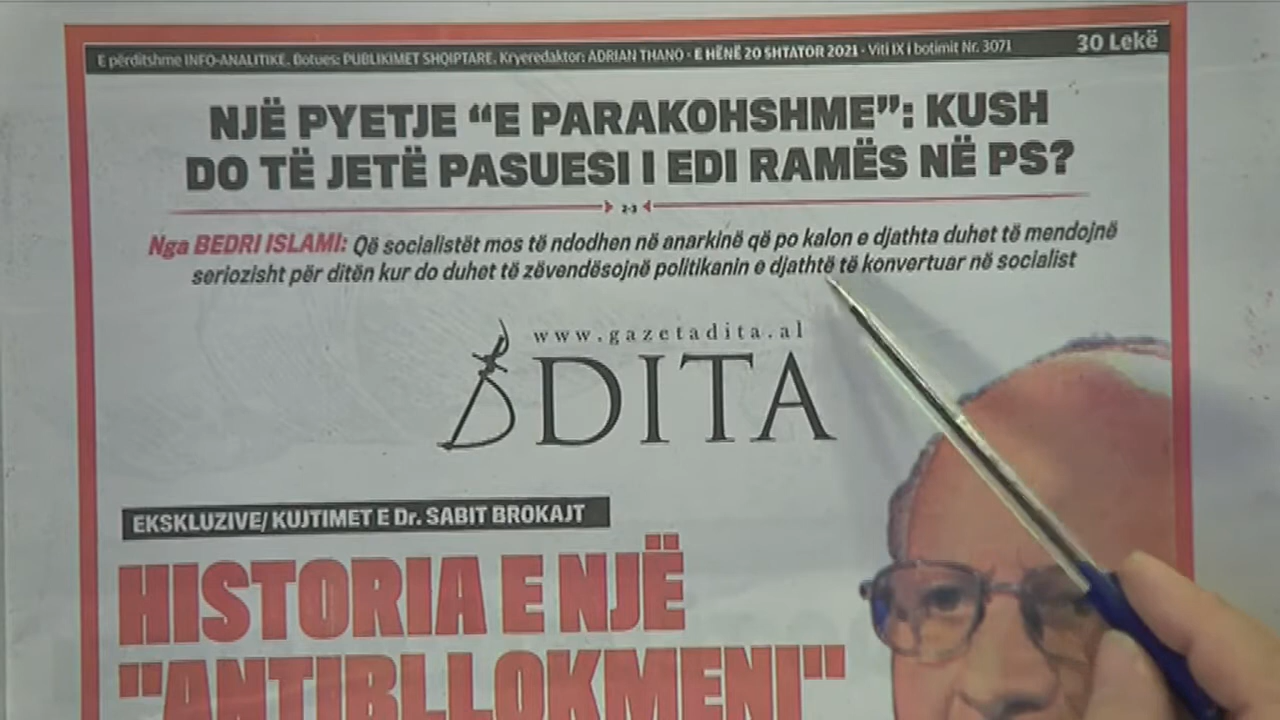 E përditshme INFO-ANALITIKE. Botues: PUBLIKIMET SHQIPTARE. Kryeredaktor: ADRIAN THANO - E HËNË 20 SHTATOR 2021 - Viti IX i botimit Nr. 3071 30 Lekë
NJË PYETJE “E PARAKOHSHME”: KUSH
DO TË JETË PASUESI I EDI RAMËS NË PS?
2-3
Nga BEDRI ISLAMI: Që socialistët mos të ndodhen në anarkinë që po kalon e djathta duhet të mendojnë
seriozisht për ditën kur do duhet të zëvendësojnë politikanin e djathtë të konvertuar në socialist
www.gazetadita.al
DITA
EKSKLUZIVE/ KUJTIMET E Dr. SABIT BROKAJT
HISTORIA E NJË
"ANTIBLLOKMENI"